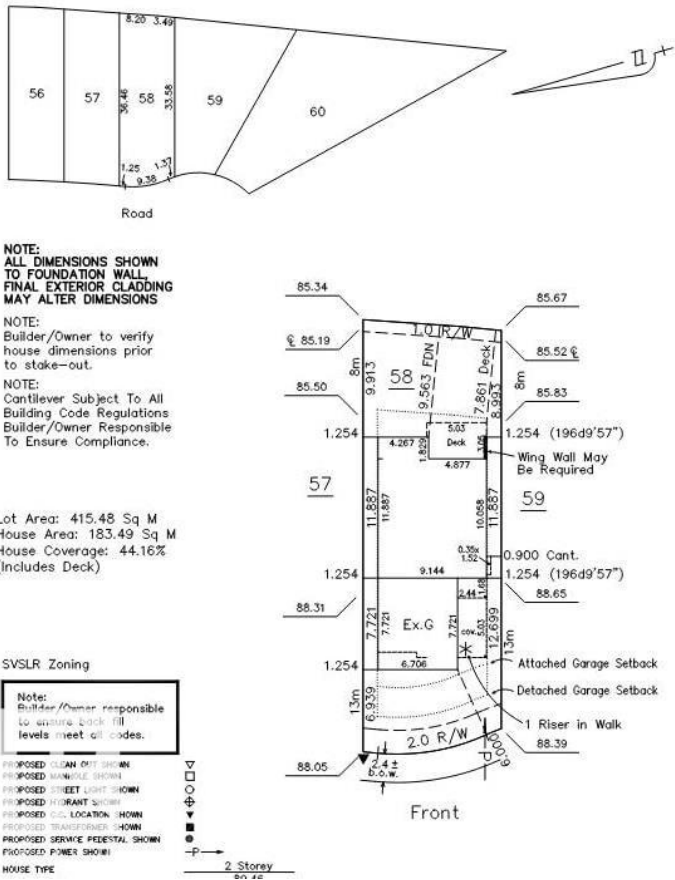 8.20 3.49
56
57
58
59
60
36.46
33.58
1.25
1.37
9.38
Road
NOTE:
ALL DIMENSIONS SHOWN
TO FOUNDATION WALL,
FINAL EXTERIOR CLADDING
MAY ALTER DIMENSIONS
NOTE:
Builder/Owner to verify
house dimensions prior
to stake-out.
NOTE:
Cantilever Subject To All
Building Code Regulations
Builder/Owner Responsible
To Ensure Compliance.
Lot Area: 415.48 Sq M
House Area: 183.49 Sq M
House Coverage: 44.16%
(Includes Deck)
SVSLR Zoning
Note:
Builder/Owner responsible
to ensure back fill
levels meet all codes.
PROPOSED CLEAN OUT SHOWN
PROPOSED MANHOLE SHOWN
PROPOSED STREET LIGHT SHOWN
PROPOSED HYDRANT SHOWN
PROPOSED C.C. LOCATION SHOWN
PROPOSED TRANSFORMER SHOWN
PROPOSED SERVICE PEDESTAL SHOWN
PROPOSED POWER SHOWN
-P→
HOUSE TYPE
2 Storey
89.46
85.34
85.67
1.0 R/W
℄ 85.19
85.52 ℄
8m
9.913
58
9.563 FDN
7.861 Deck
8.993
8m
85.50
85.83
1.254
4.267
1.829
5.03
Deck
3.05
4.877
1.254 (196d9'57")
Wing Wall May
Be Required
57
59
11.887
11.887
10.058
11.887
0.35x
1.52
0.900 Cant.
1.254
9.144
1.254 (196d9'57")
88.31
88.65
7.721
7.721
Ex.G
7.721
2.44
1.68
cov.
5.03
12.699
13m
1.254
6.706
Attached Garage Setback
Detached Garage Setback
13m
6.939
1 Riser in Walk
2.0 R/W
6.000
P
88.05
88.39
2.4 ±
b.o.w.
Front